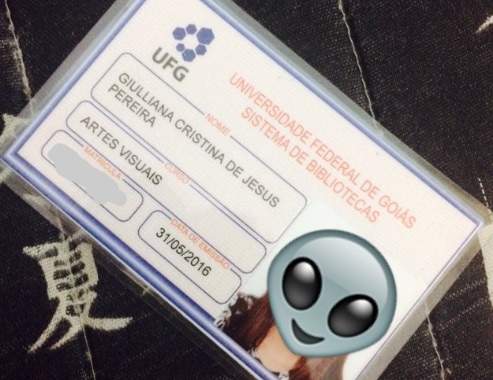 UFG
UNIVERSIDADE FEDERAL DE GOIÁS
SISTEMA DE BIBLIOTECAS
GIULLIANA CRISTINA DE JESUS
PEREIRA
NOME
ARTES VISUAIS
CURSO
MATRÍCULA
DATA DE EMISSÃO
31/05/2016
夏